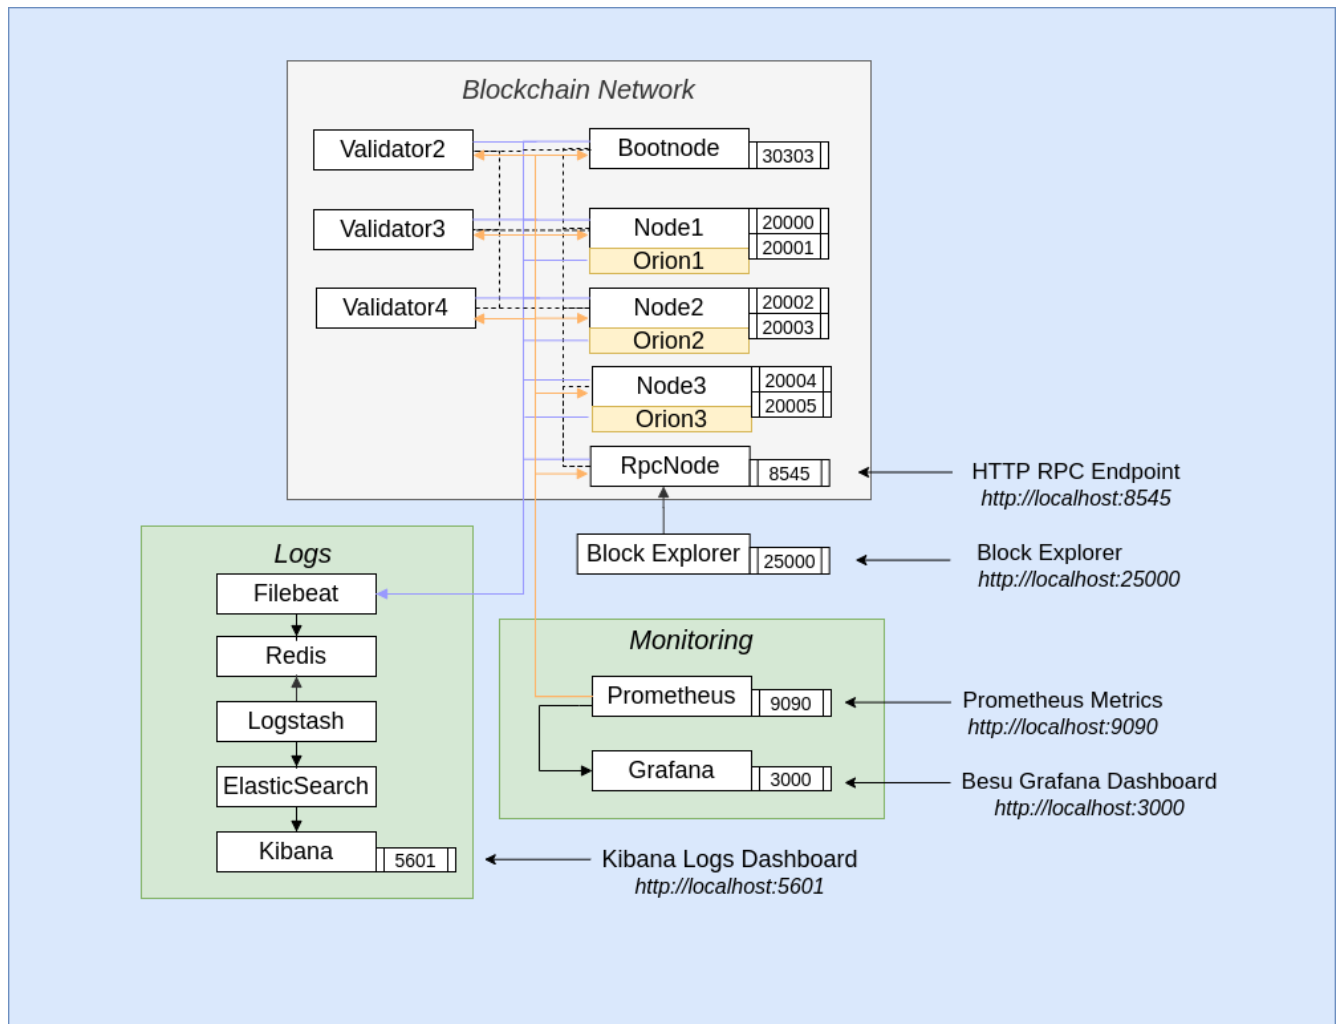 Blockchain Network
Validator2
Bootnode
30303
Validator3
Node1
20000
20001
Orion1
Validator4
Node2
20002
20003
Orion2
Node3
20004
20005
Orion3
RpcNode
8545
HTTP RPC Endpoint
http://localhost:8545
Block Explorer
25000
Block Explorer
http://localhost:25000
Logs
Filebeat
Redis
Logstash
ElasticSearch
Kibana
5601
Kibana Logs Dashboard
http://localhost:5601
Monitoring
Prometheus
9090
Prometheus Metrics
http://localhost:9090
Grafana
3000
Besu Grafana Dashboard
http://localhost:3000